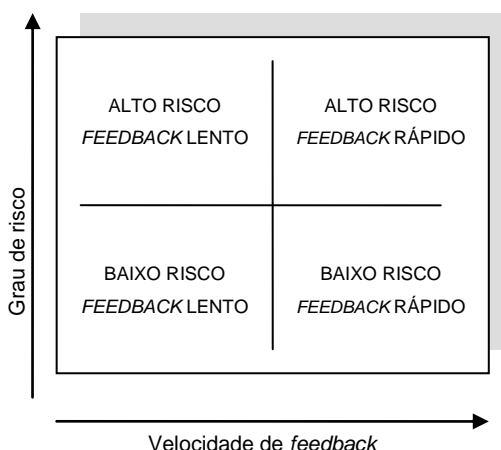 ALTO RISCO
FEEDBACK LENTO
ALTO RISCO
FEEDBACK RÁPIDO
BAIXO RISCO
FEEDBACK LENTO
BAIXO RISCO
FEEDBACK RÁPIDO
Grau de risco
Velocidade de feedback